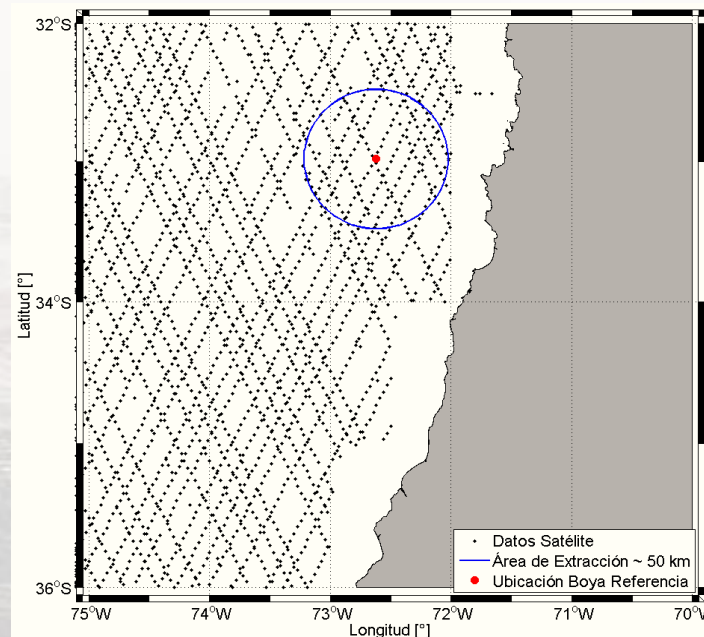 32°S
34°S
36°S
Latitud [°]
75°W
74°W
73°W
72°W
71°W
70°W
Longitud [°]
Datos Satélite
Área de Extracción ~ 50 km
Ubicación Boya Referencia